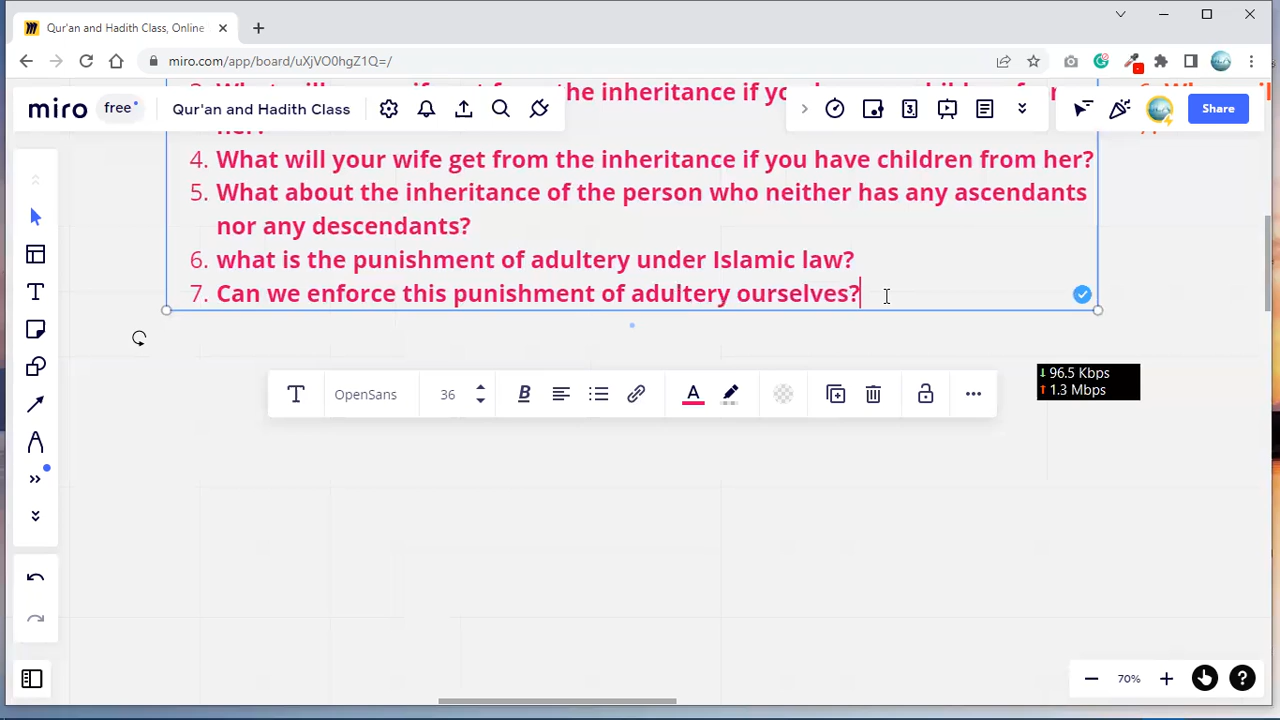 Qur'an and Hadith Class, Online
miro.com/app/board/uXjVO0hgZ1Q=/
miro free Qur'an and Hadith Class
Share
the inheritance if
her?
4. What will your wife get from the inheritance if you have children from her?
5. What about the inheritance of the person who neither has any ascendants
nor any descendants?
6. what is the punishment of adultery under Islamic law?
7. Can we enforce this punishment of adultery ourselves?
↓ 96.5 Kbps
↑ 1.3 Mbps
OpenSans 36
70%